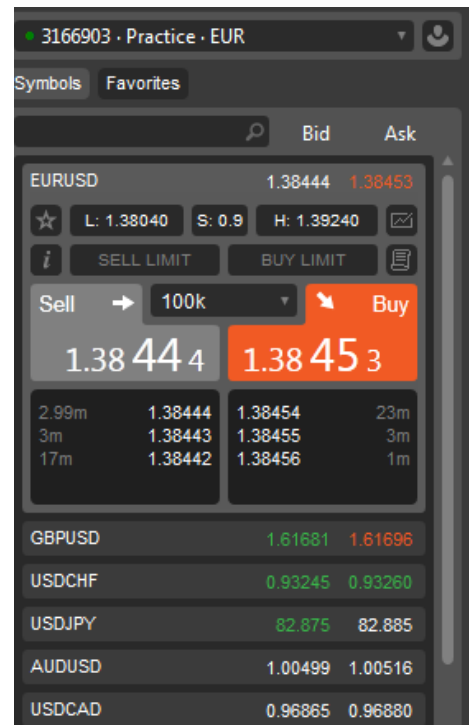 3166903 · Practice · EUR
Symbols Favorites
Bid Ask
EURUSD 1.38444 1.38453
L: 1.38040 S: 0.9 H: 1.39240
i SELL LIMIT BUY LIMIT
Sell 100k Buy
1.38 44 4 1.38 45 3
2.99m 1.38444 1.38454 23m
3m 1.38443 1.38455 3m
17m 1.38442 1.38456 1m
GBPUSD 1.61681 1.61696
USDCHF 0.93245 0.93260
USDJPY 82.875 82.885
AUDUSD 1.00499 1.00516
USDCAD 0.96865 0.96880